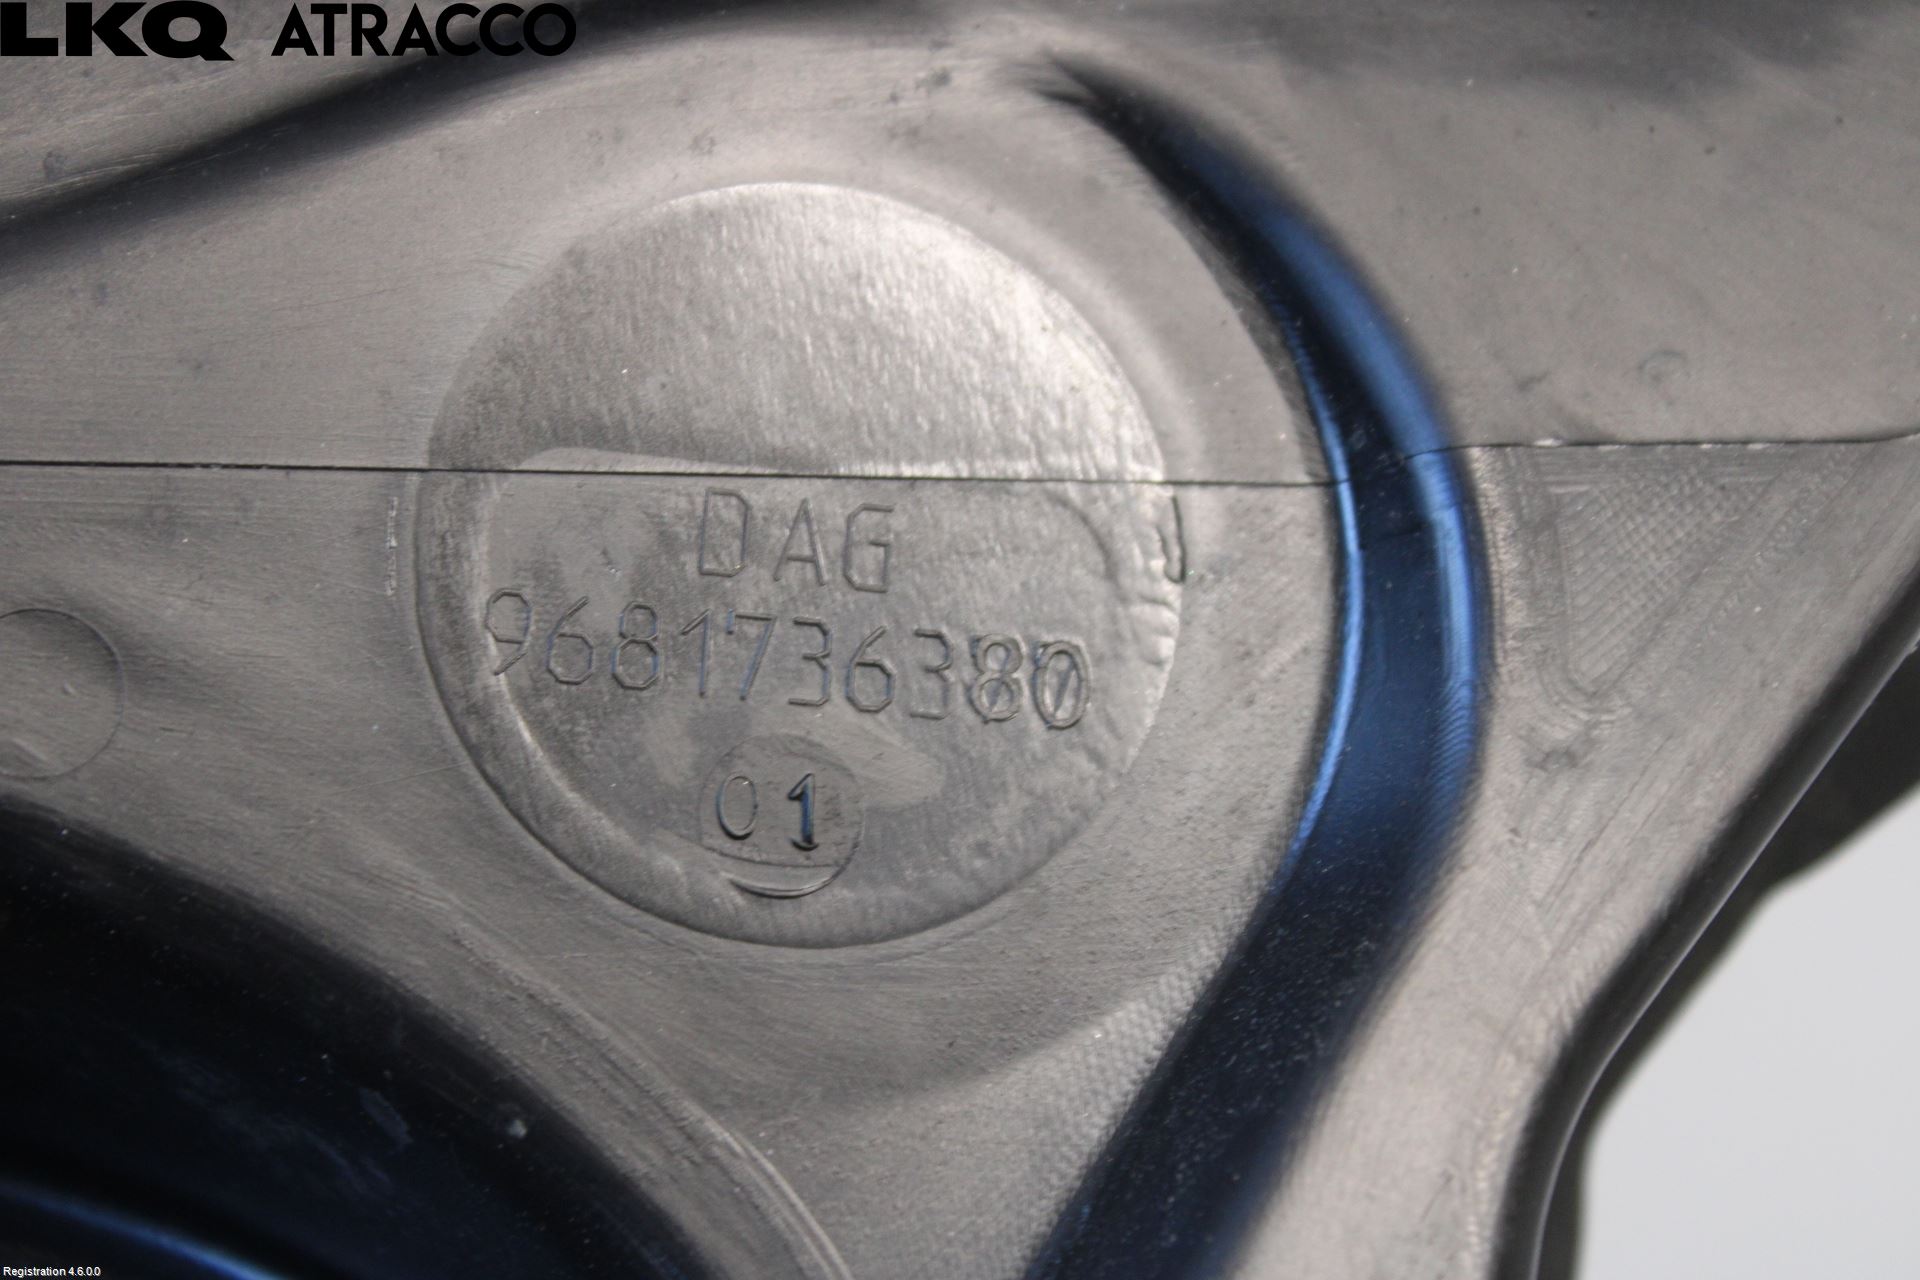 LKQ ATRACCO
DAG
9681736380
01
Registration 4.6.0.0